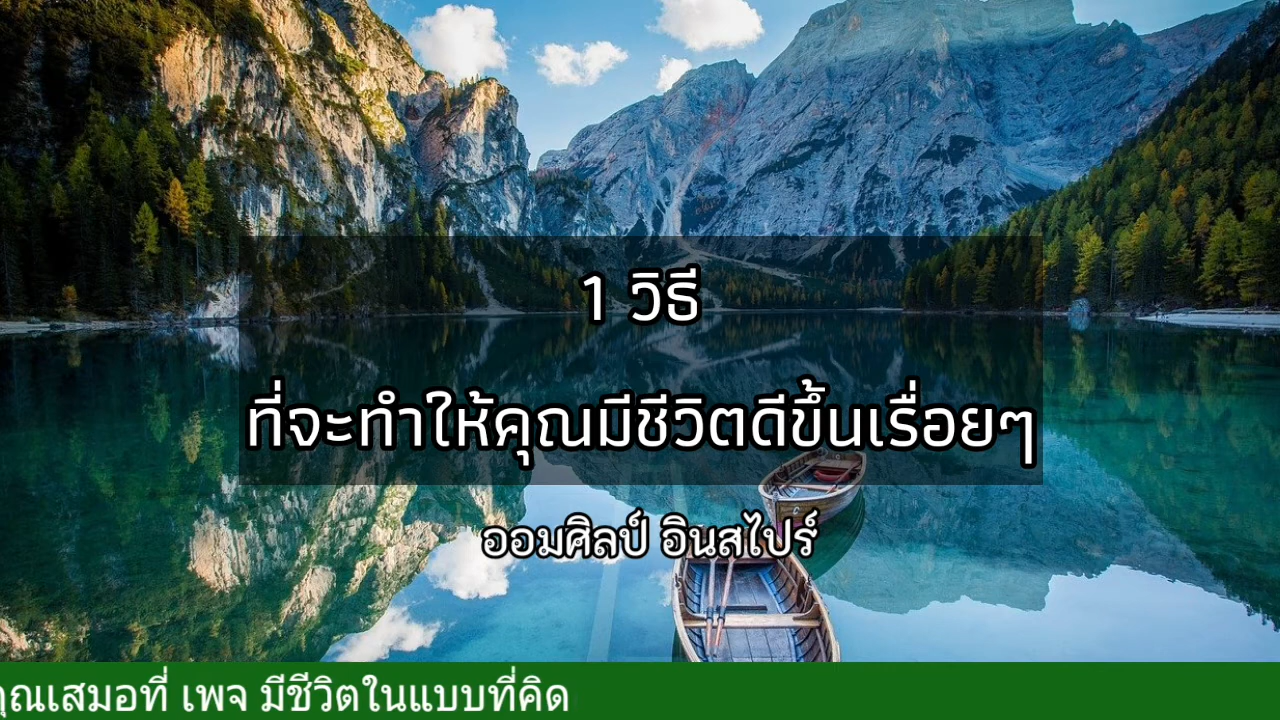 1 วิธี
ที่จะทำให้คุณมีชีวิตดีขึ้นเรื่อยๆ
ออมศิลป์ อินสไปร์
คุณเสมอที่ เพจ มีชีวิตในแบบที่คิด